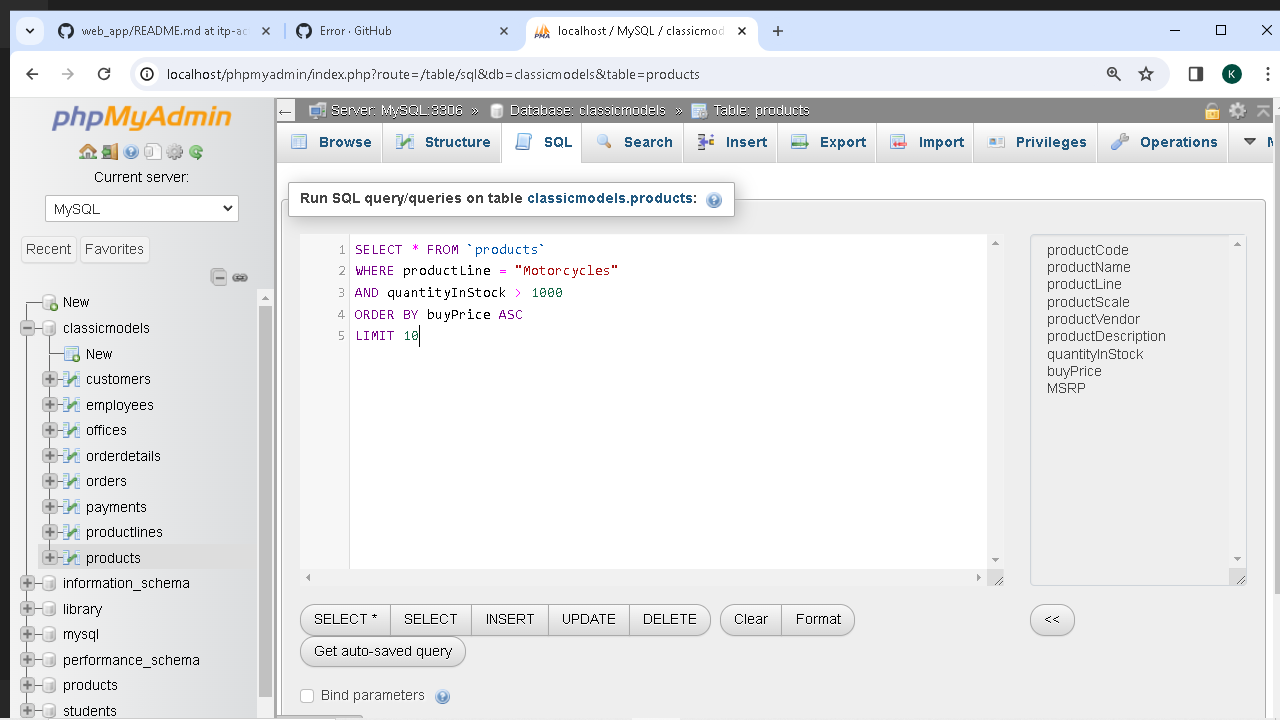 web_app/README.md at itp-ac
Error · GitHub
localhost / MySQL / classicmod
localhost/phpmyadmin/index.php?route=/table/sql&db=classicmodels&table=products
K
phpMyAdmin
Current server:
MySQL
Recent
Favorites
New
classicmodels
New
customers
employees
offices
orderdetails
orders
payments
productlines
products
information_schema
library
mysql
performance_schema
products
students
Server: MySQL:3306 » Database: classicmodels » Table: products
Browse
Structure
SQL
Search
Insert
Export
Import
Privileges
Operations
M
Run SQL query/queries on table classicmodels.products:
1 SELECT * FROM `products`
2 WHERE productLine = "Motorcycles"
3 AND quantityInStock > 1000
4 ORDER BY buyPrice ASC
5 LIMIT 10
productCode
productName
productLine
productScale
productVendor
productDescription
quantityInStock
buyPrice
MSRP
SELECT *
SELECT
INSERT
UPDATE
DELETE
Clear
Format
<<
Get auto-saved query
Bind parameters